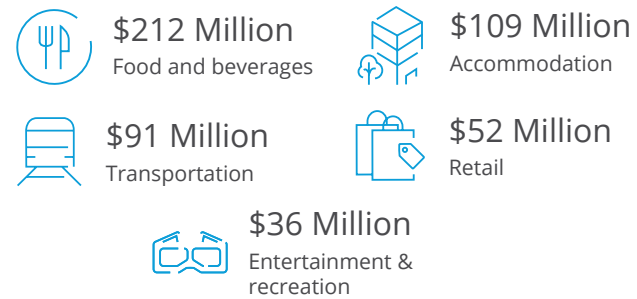 $212 Million
Food and beverages
$109 Million
Accommodation
$91 Million
Transportation
$52 Million
Retail
$36 Million
Entertainment &
recreation